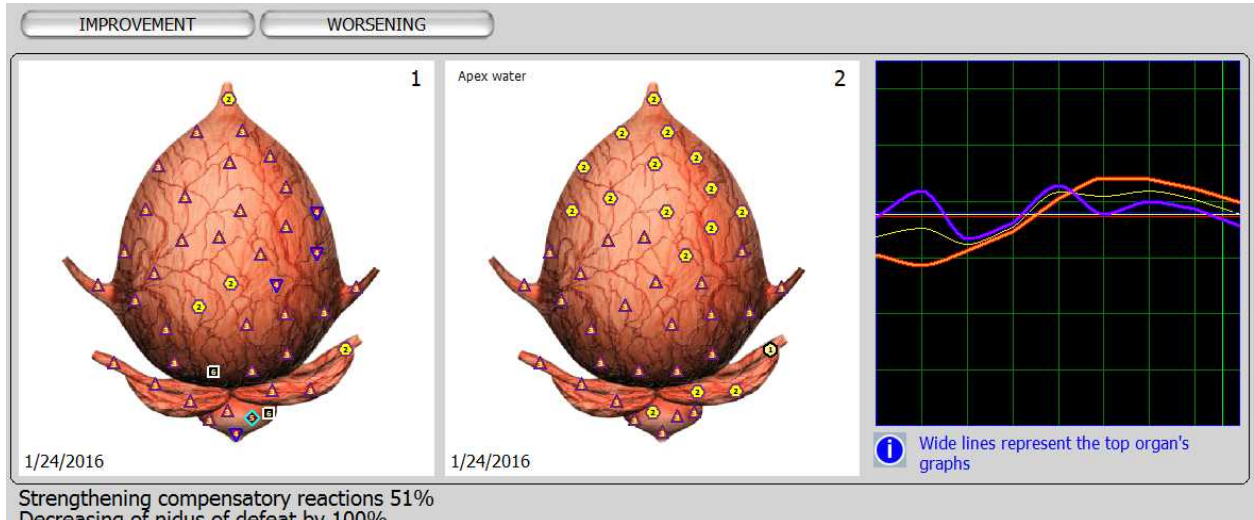 IMPROVEMENT
WORSENING
1
Apex water
2
1/24/2016
1/24/2016
Wide lines represent the top organ's
graphs
Strengthening compensatory reactions 51%
Decreasing of nidus of defeat by 100%